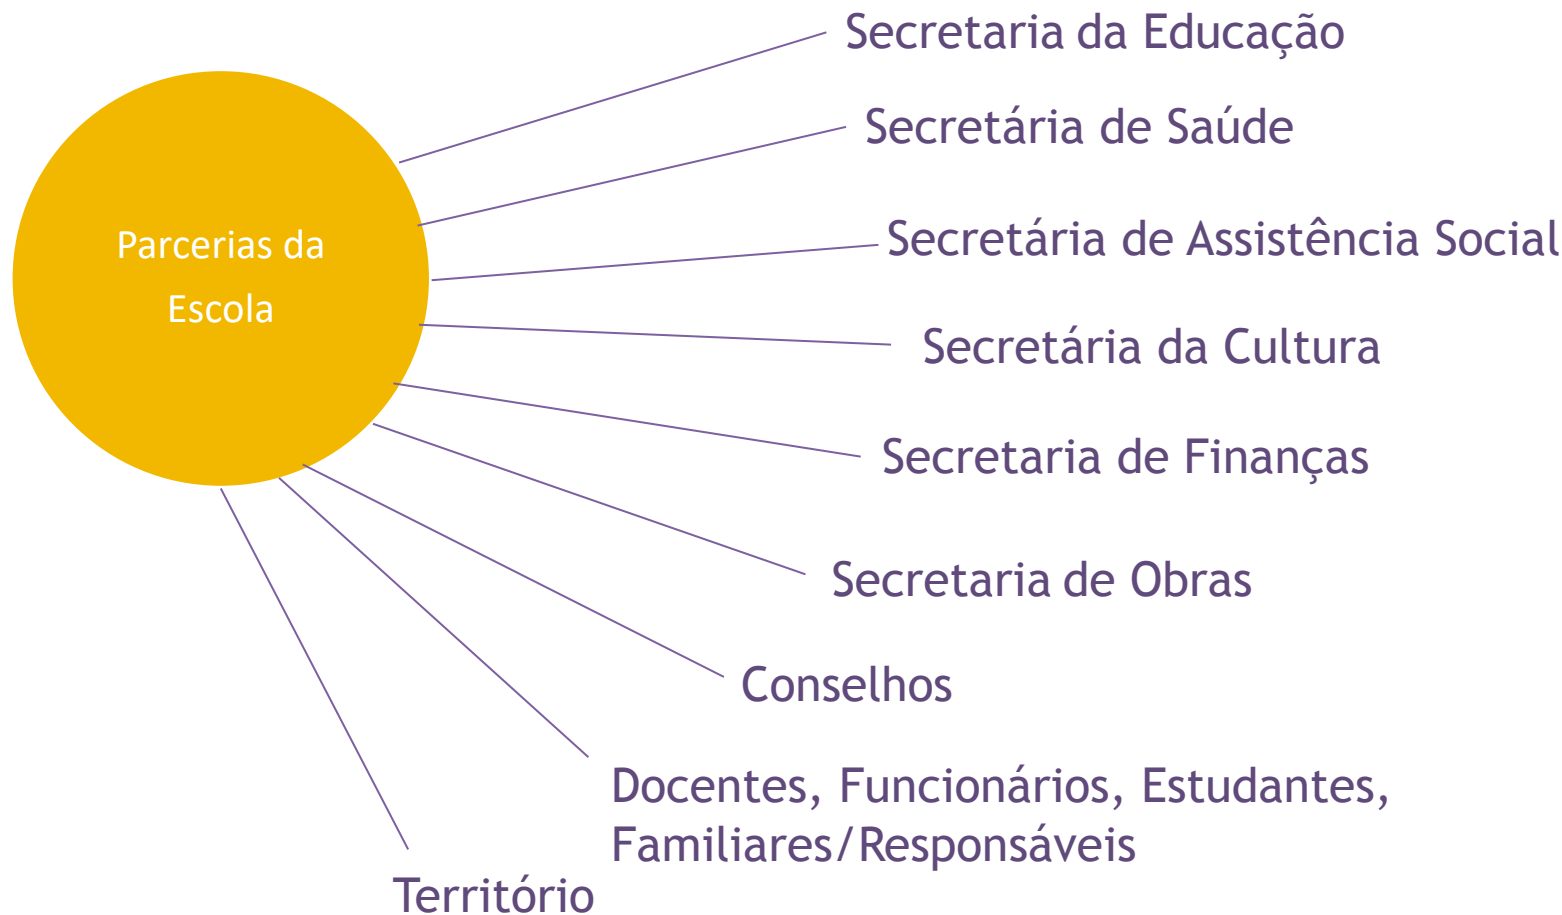 Secretaria da Educação
Secretária de Saúde
Parcerias da
Escola
Secretária de Assistência Social
Secretária da Cultura
Secretaria de Finanças
Secretaria de Obras
Conselhos
Docentes, Funcionários, Estudantes,
Familiares/Responsáveis
Território